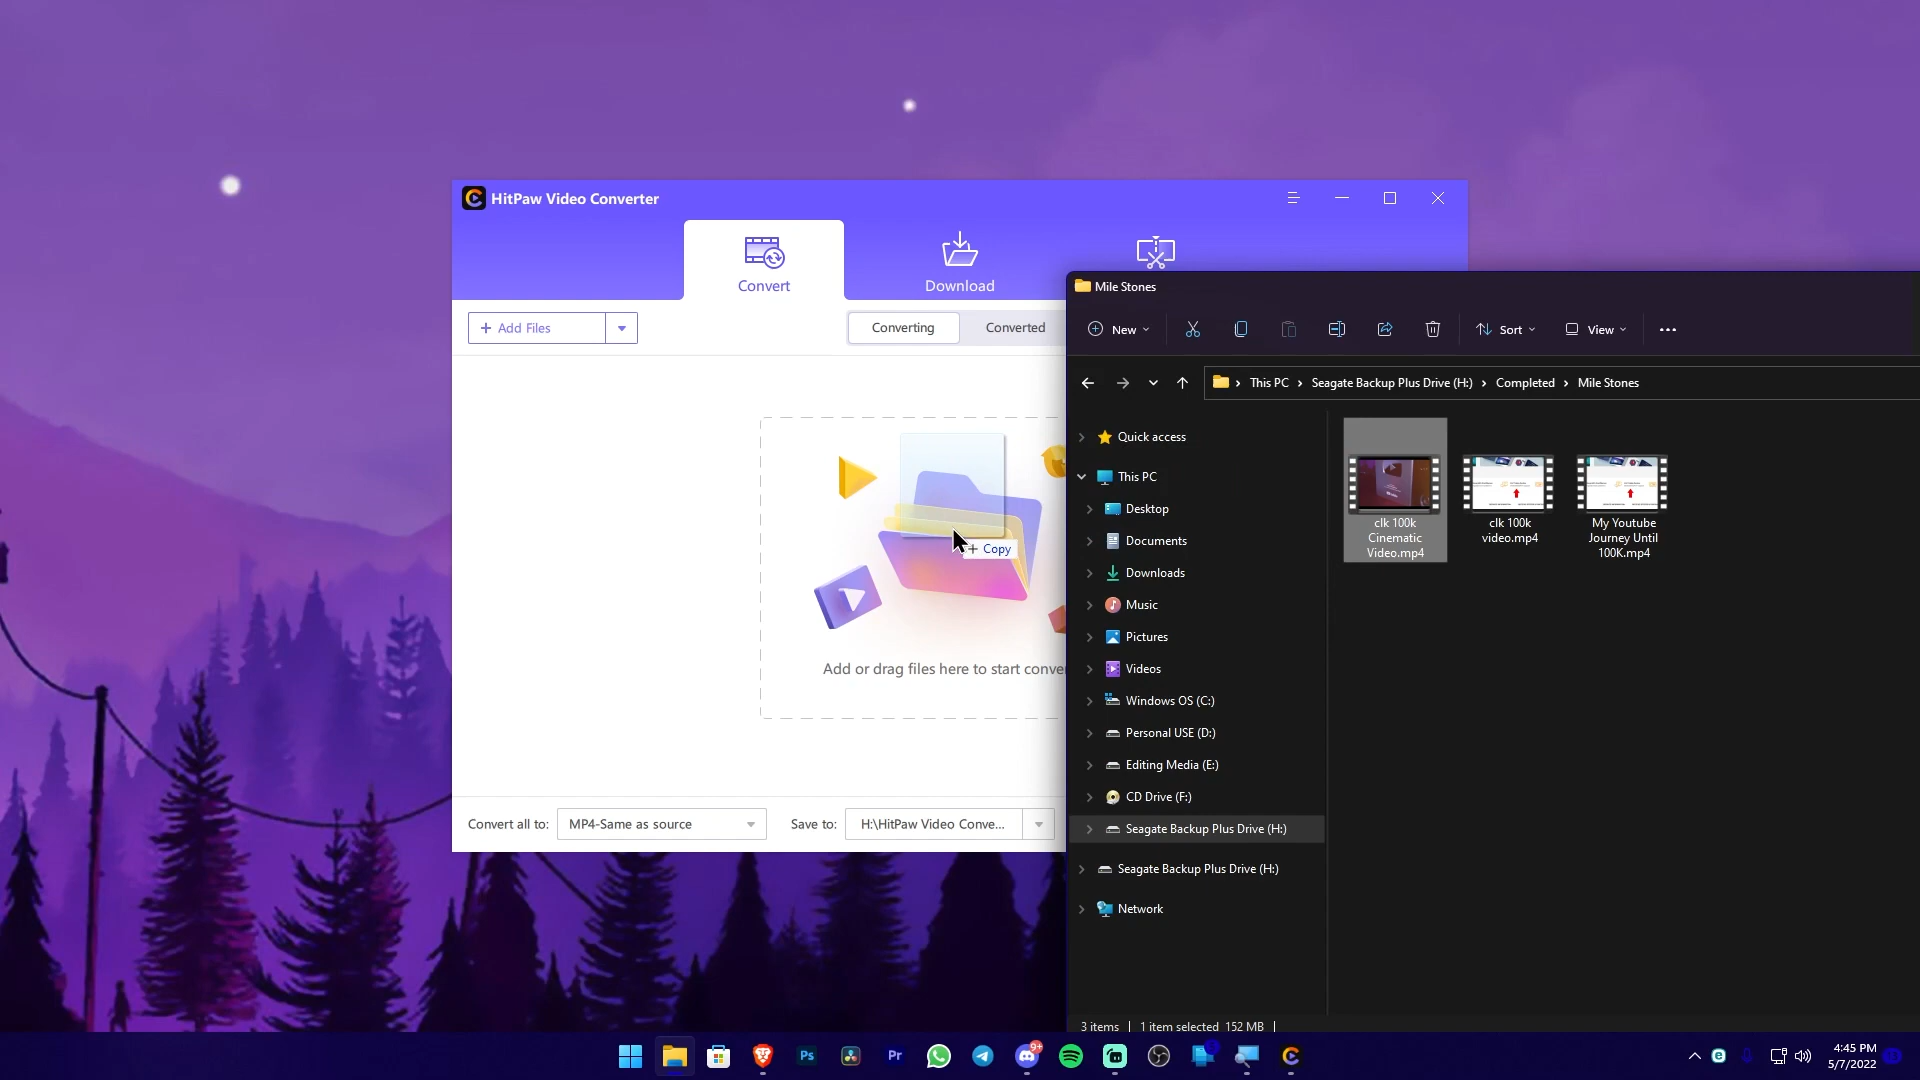 HitPaw Video Converter
Convert
Download
+ Add Files
Converting
Converted
Add or drag files here to start conve
+ Copy
Convert all to:
MP4-Same as source
Save to:
H:\HitPaw Video Conve...
Mile Stones
New
Sort
View
This PC
Seagate Backup Plus Drive (H:)
Completed
Mile Stones
Quick access
This PC
Desktop
Documents
Downloads
Music
Pictures
Videos
Windows OS (C:)
Personal USE (D:)
Editing Media (E:)
CD Drive (F:)
Seagate Backup Plus Drive (H:)
Seagate Backup Plus Drive (H:)
Network
clk 100k
Cinematic
Video.mp4
clk 100k
video.mp4
My Youtube
Journey Until
100K.mp4
3 items
1 item selected 152 MB
Ps
Pr
9+
4:45 PM
5/7/2022